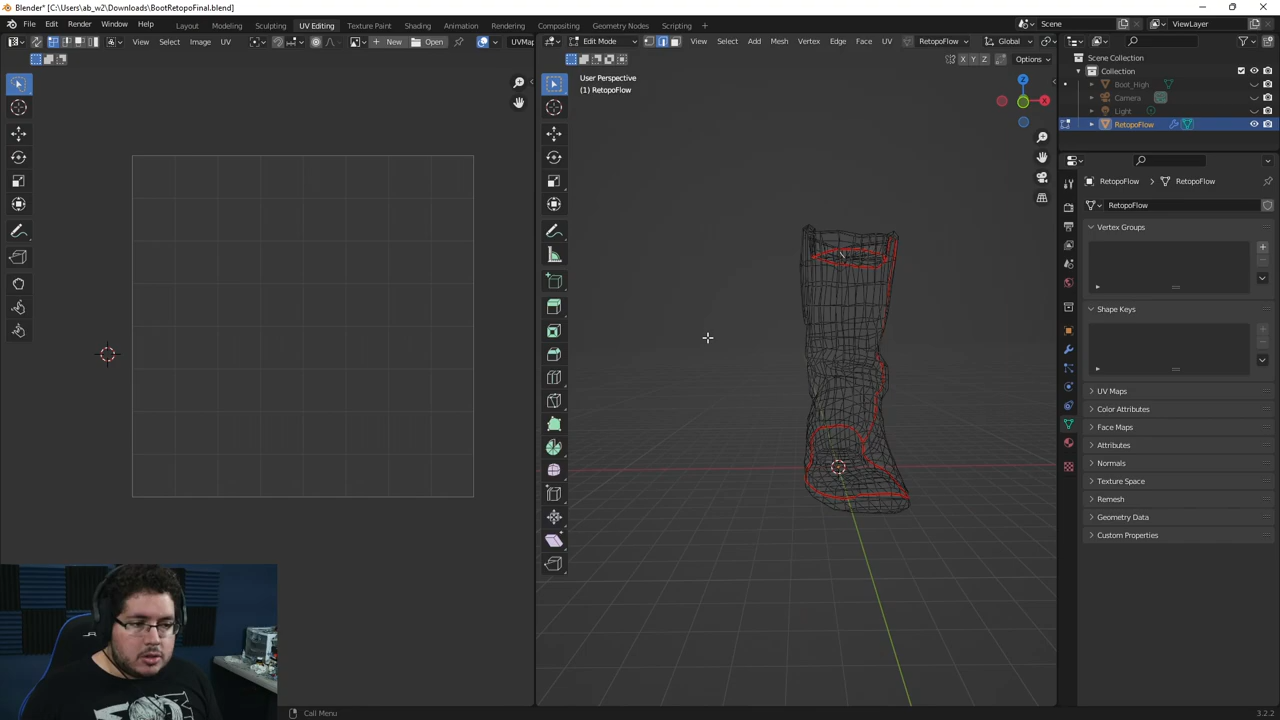 Blender* [C:\Users\ab_w2\Downloads\BootRetopoFinal.blend]
File Edit Render Window Help Layout Modeling Sculpting UV Editing Texture Paint Shading Animation Rendering Compositing Geometry Nodes Scripting Scene ViewLayer
View Select Image UV New Open UVMap Edit Mode View Select Add Mesh Vertex Edge Face UV RetopoFlow Global
X Y Z Options
User Perspective
(1) RetopoFlow
Z
X
Scene Collection
Collection
Boot_High
Camera
Light
RetopoFlow
RetopoFlow RetopoFlow
RetopoFlow
Vertex Groups
Shape Keys
UV Maps
Color Attributes
Face Maps
Attributes
Normals
Texture Space
Remesh
Geometry Data
Custom Properties
Call Menu
3.2.2